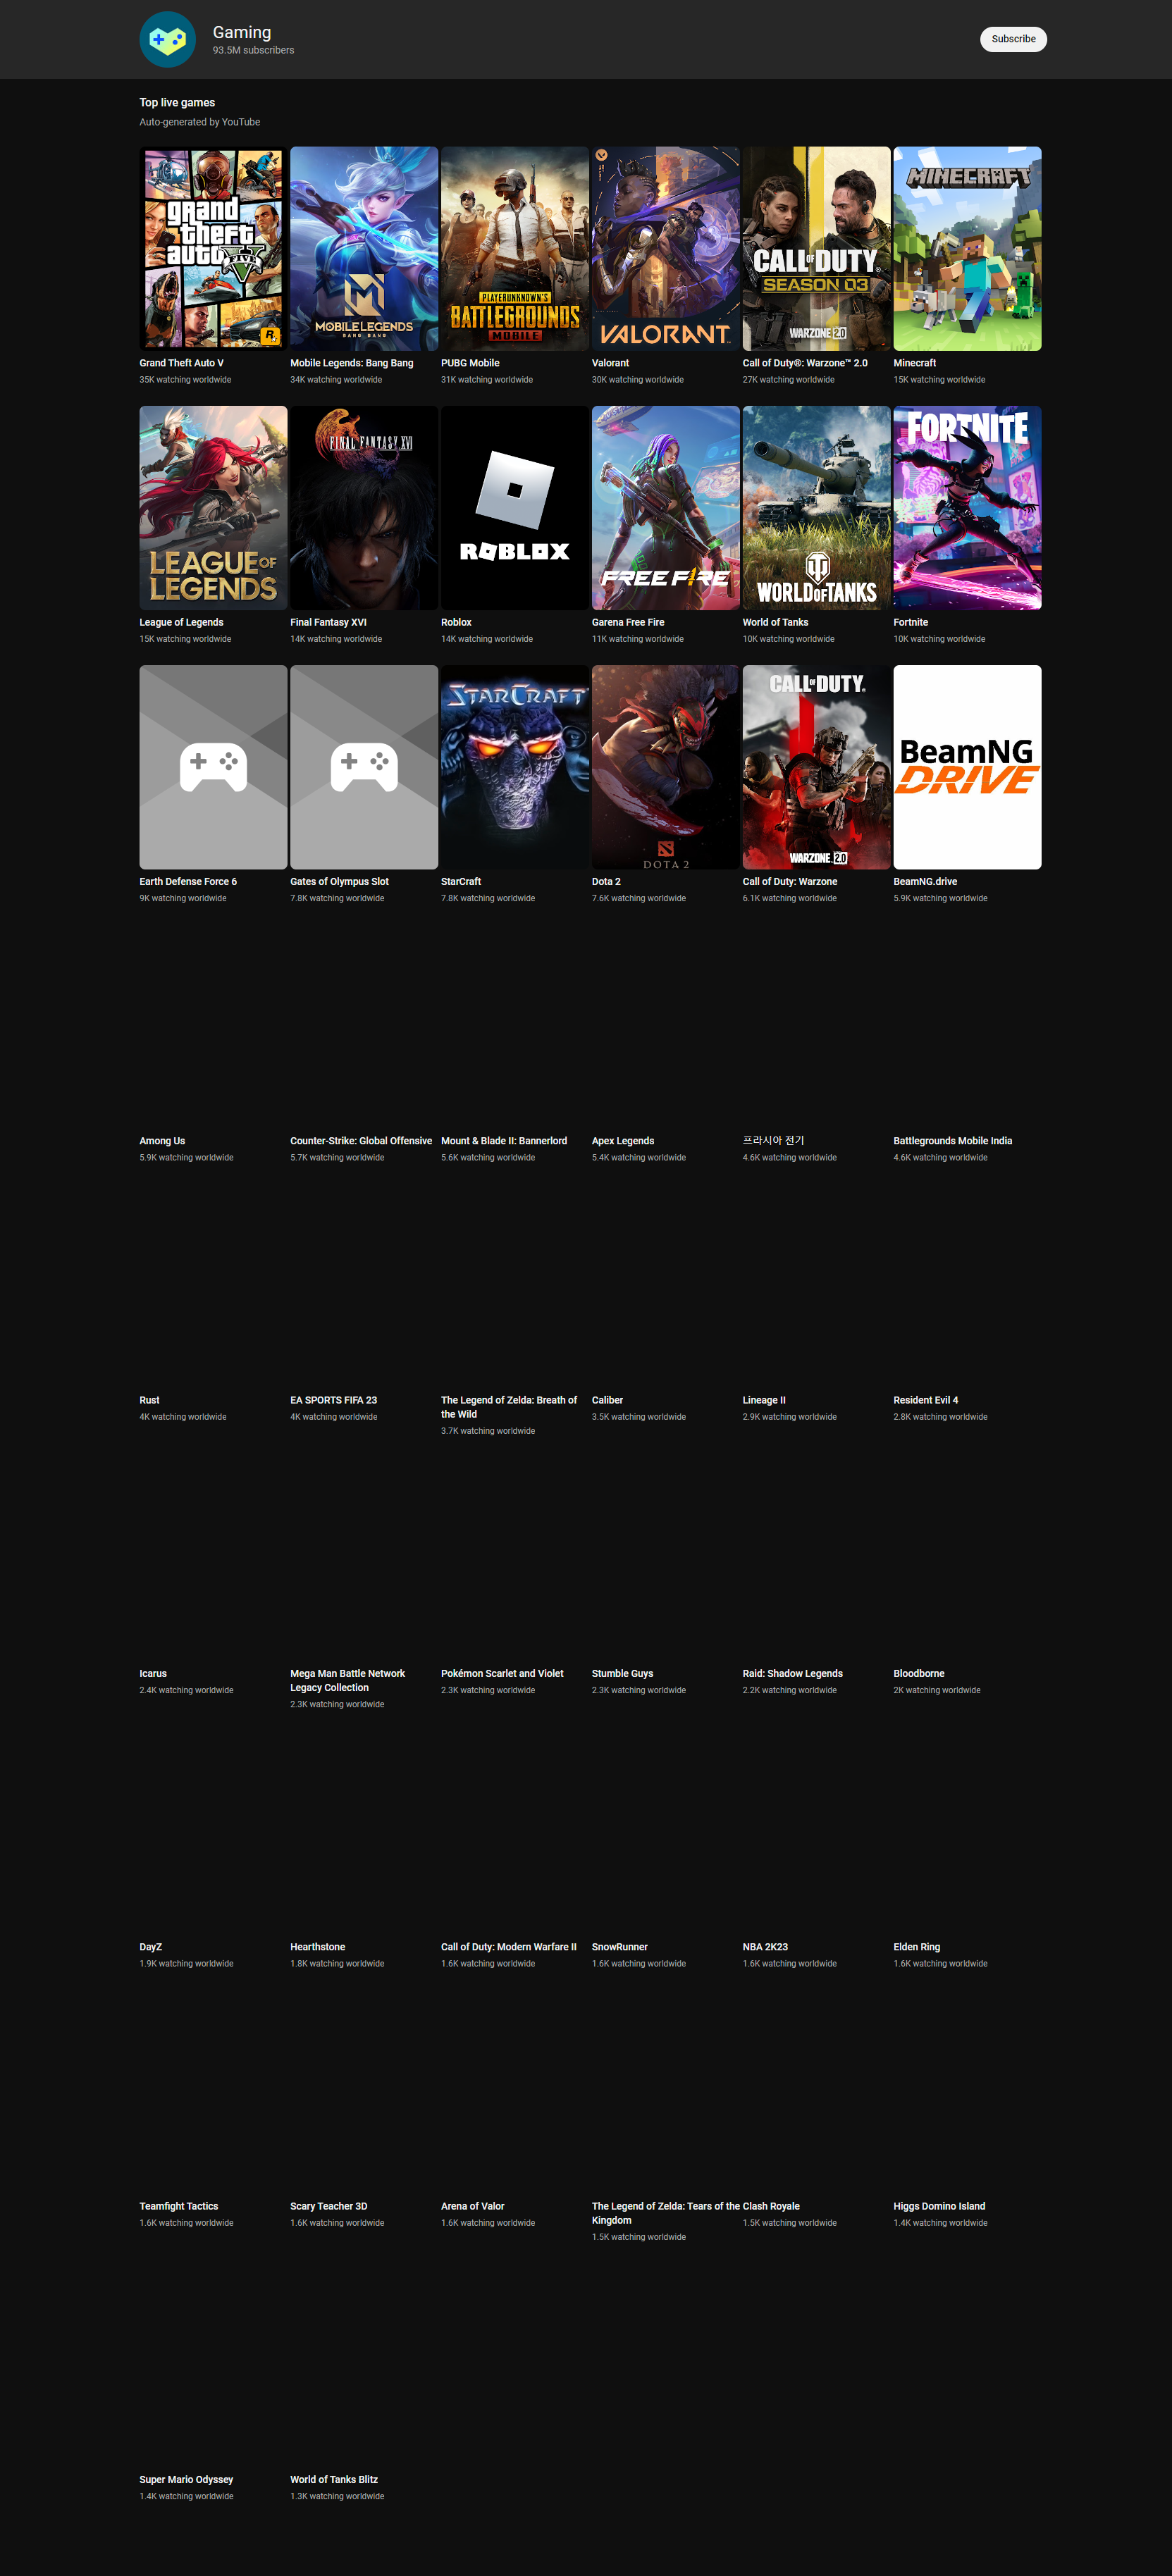 Gaming
93.5M subscribers
Subscribe
Top live games
Auto-generated by YouTube
grand
theft
auto
FIVE
R
MOBILE LEGENDS
BANG BANG
PLAYERUNKNOWN'S
BATTLEGROUNDS
MOBILE
VALORANT
CALL OF DUTY
SEASON 03
WARZONE 2.0
MINECRAFT
Grand Theft Auto V
35K watching worldwide
Mobile Legends: Bang Bang
34K watching worldwide
PUBG Mobile
31K watching worldwide
Valorant
30K watching worldwide
Call of Duty®: Warzone™ 2.0
27K watching worldwide
Minecraft
15K watching worldwide
LEAGUE OF
LEGENDS
FINAL FANTASY XVI
ROBLOX
FREE FIRE
WORLD OF TANKS
FORTNITE
League of Legends
15K watching worldwide
Final Fantasy XVI
14K watching worldwide
Roblox
14K watching worldwide
Garena Free Fire
11K watching worldwide
World of Tanks
10K watching worldwide
Fortnite
10K watching worldwide
STARCRAFT
DOTA 2
CALL OF DUTY
WARZONE 2.0
BeamNG
DRIVE
Earth Defense Force 6
9K watching worldwide
Gates of Olympus Slot
7.8K watching worldwide
StarCraft
7.8K watching worldwide
Dota 2
7.6K watching worldwide
Call of Duty: Warzone
6.1K watching worldwide
BeamNG.drive
5.9K watching worldwide
Among Us
5.9K watching worldwide
Counter-Strike: Global Offensive
5.7K watching worldwide
Mount & Blade II: Bannerlord
5.6K watching worldwide
Apex Legends
5.4K watching worldwide
프라시아 전기
4.6K watching worldwide
Battlegrounds Mobile India
4.6K watching worldwide
Rust
4K watching worldwide
EA SPORTS FIFA 23
4K watching worldwide
The Legend of Zelda: Breath of
the Wild
3.7K watching worldwide
Caliber
3.5K watching worldwide
Lineage II
2.9K watching worldwide
Resident Evil 4
2.8K watching worldwide
Icarus
2.4K watching worldwide
Mega Man Battle Network
Legacy Collection
2.3K watching worldwide
Pokémon Scarlet and Violet
2.3K watching worldwide
Stumble Guys
2.3K watching worldwide
Raid: Shadow Legends
2.2K watching worldwide
Bloodborne
2K watching worldwide
DayZ
1.9K watching worldwide
Hearthstone
1.8K watching worldwide
Call of Duty: Modern Warfare II
1.6K watching worldwide
SnowRunner
1.6K watching worldwide
NBA 2K23
1.6K watching worldwide
Elden Ring
1.6K watching worldwide
Teamfight Tactics
1.6K watching worldwide
Scary Teacher 3D
1.6K watching worldwide
Arena of Valor
1.6K watching worldwide
The Legend of Zelda: Tears of the
Kingdom
1.5K watching worldwide
Clash Royale
1.5K watching worldwide
Higgs Domino Island
1.4K watching worldwide
Super Mario Odyssey
1.4K watching worldwide
World of Tanks Blitz
1.3K watching worldwide